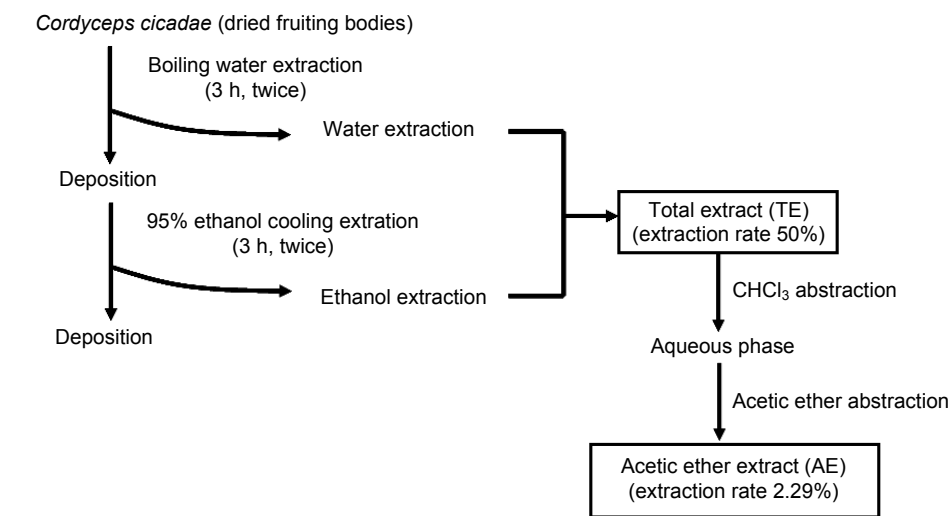 Cordyceps cicadae (dried fruiting bodies)
Boiling water extraction
(3 h, twice)
Water extraction
Deposition
95% ethanol cooling extration
(3 h, twice)
Ethanol extraction
Deposition
Total extract (TE)
(extraction rate 50%)
CHCl₃ abstraction
Aqueous phase
Acetic ether abstraction
Acetic ether extract (AE)
(extraction rate 2.29%)